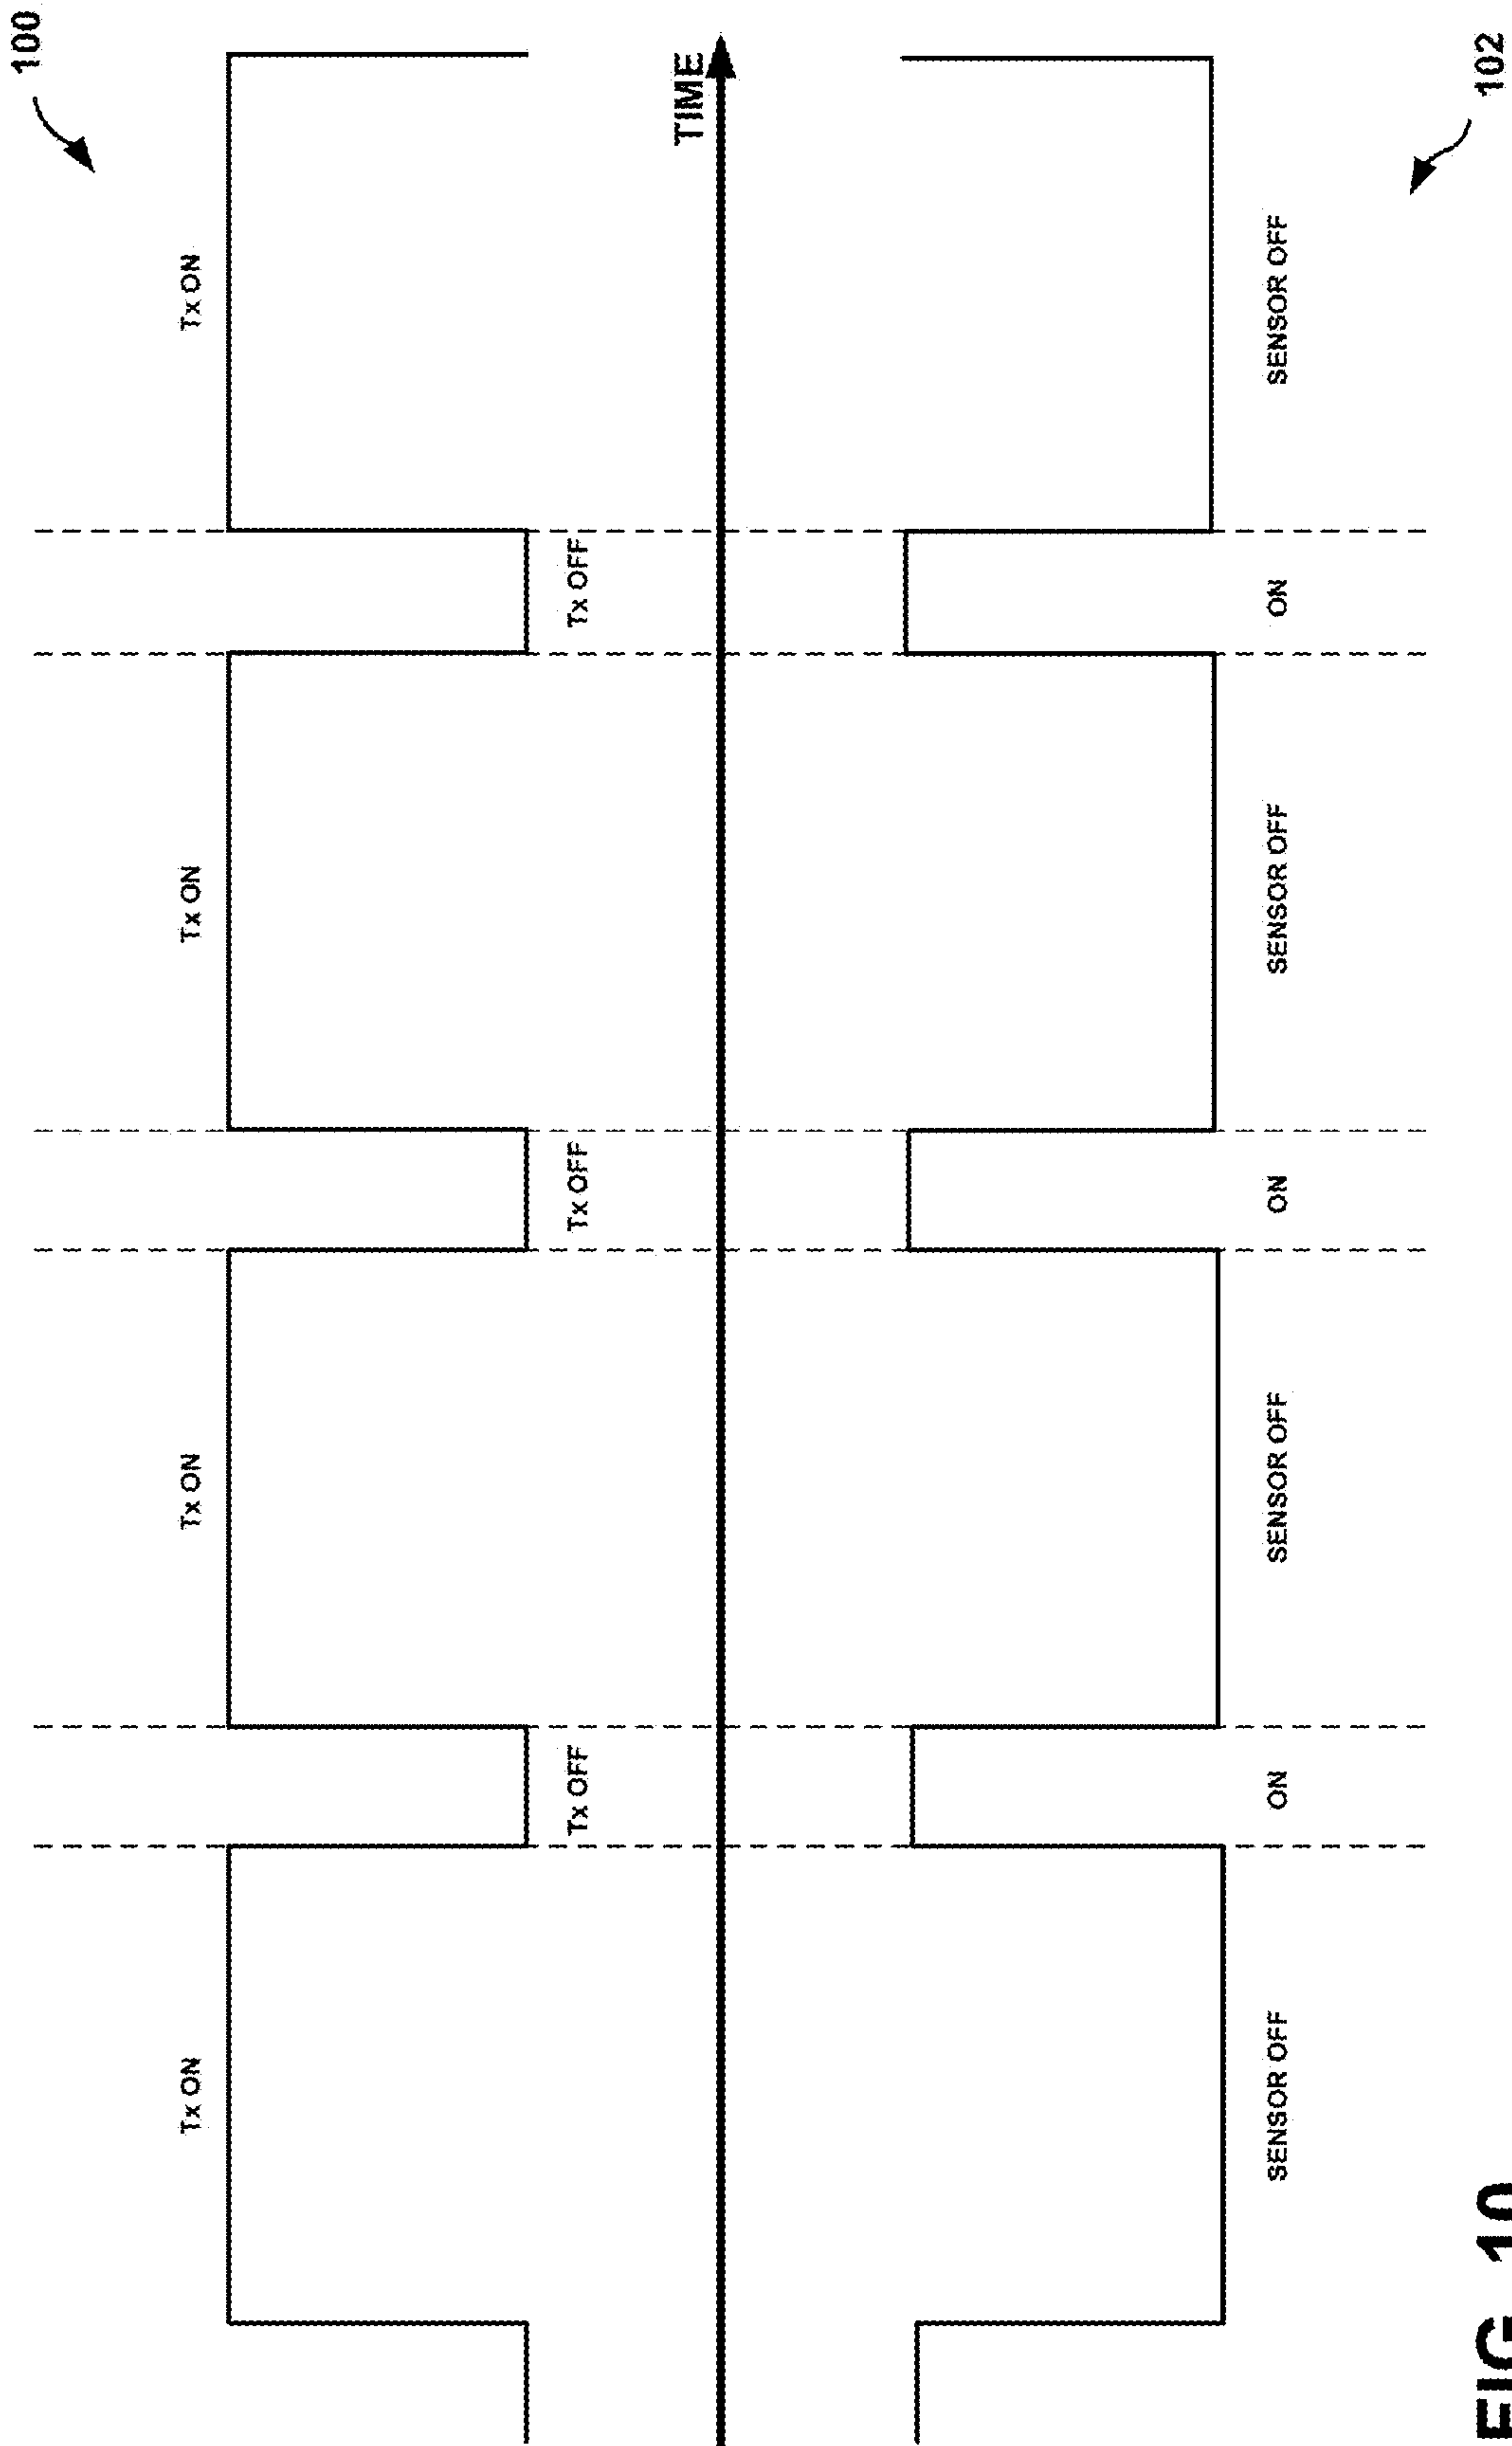 100
Tx ON
Tx ON
Tx ON
Tx ON
Tx OFF
Tx OFF
Tx OFF
TIME
SENSOR OFF
ON
SENSOR OFF
ON
SENSOR OFF
ON
SENSOR OFF
102
FIG. 10